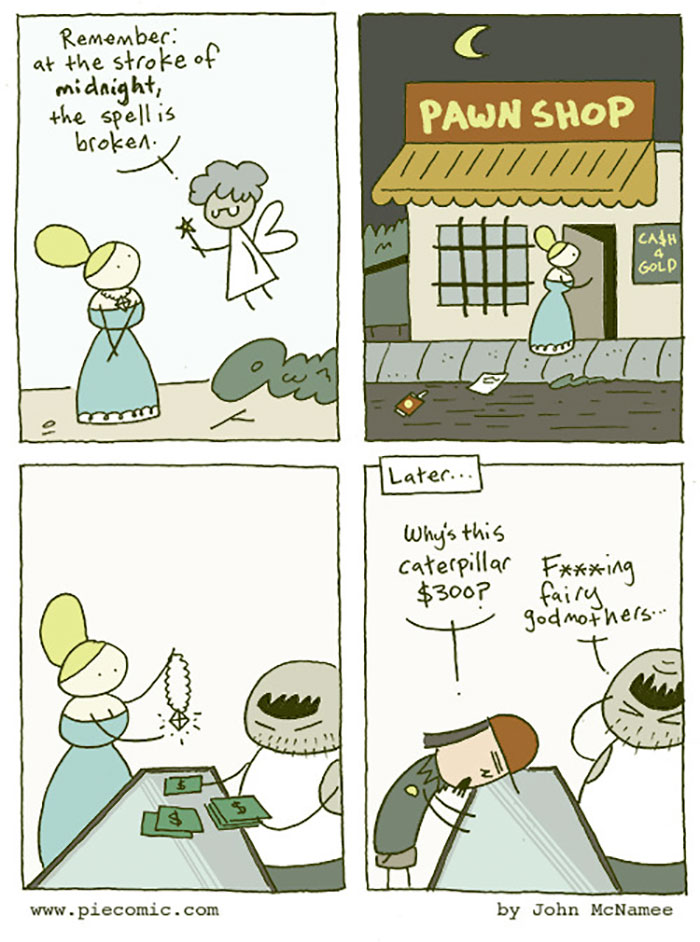 Remember:
at the stroke of
midnight,
the spell is
broken.
PAWN SHOP
CA$H
4
GOLD
$
$
$
Later...
Why's this
caterpillar
$300?
F***ing
fairy
godmothers...
www.piecomic.com
by John McNamee